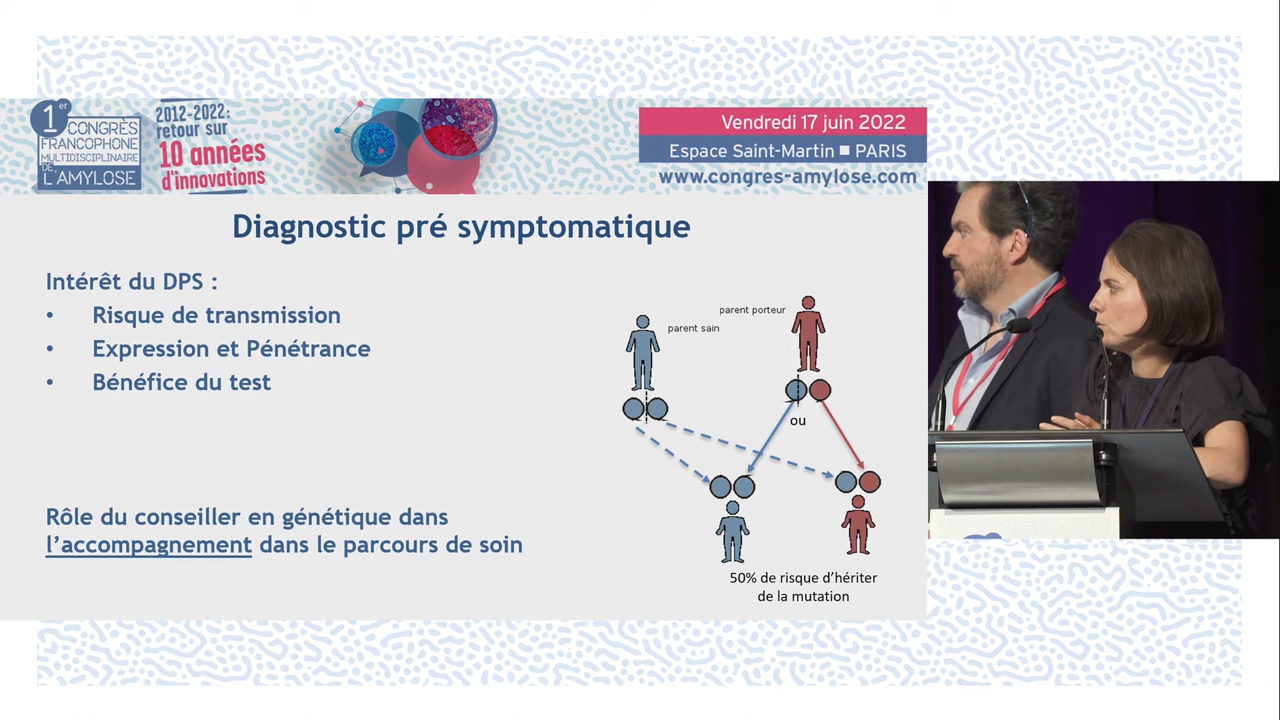 1er CONGRÈS
FRANCOPHONE
MULTIDISCIPLINAIRE
DE L'AMYLOSE
2012-2022:
retour sur
10 années
d'innovations
Vendredi 17 juin 2022
Espace Saint-Martin ■ PARIS
www.congres-amylose.com
Diagnostic pré symptomatique
Intérêt du DPS :
• Risque de transmission
• Expression et Pénétrance
• Bénéfice du test
parent sain
parent porteur
ou
Rôle du conseiller en génétique dans
l'accompagnement dans le parcours de soin
50% de risque d'hériter
de la mutation